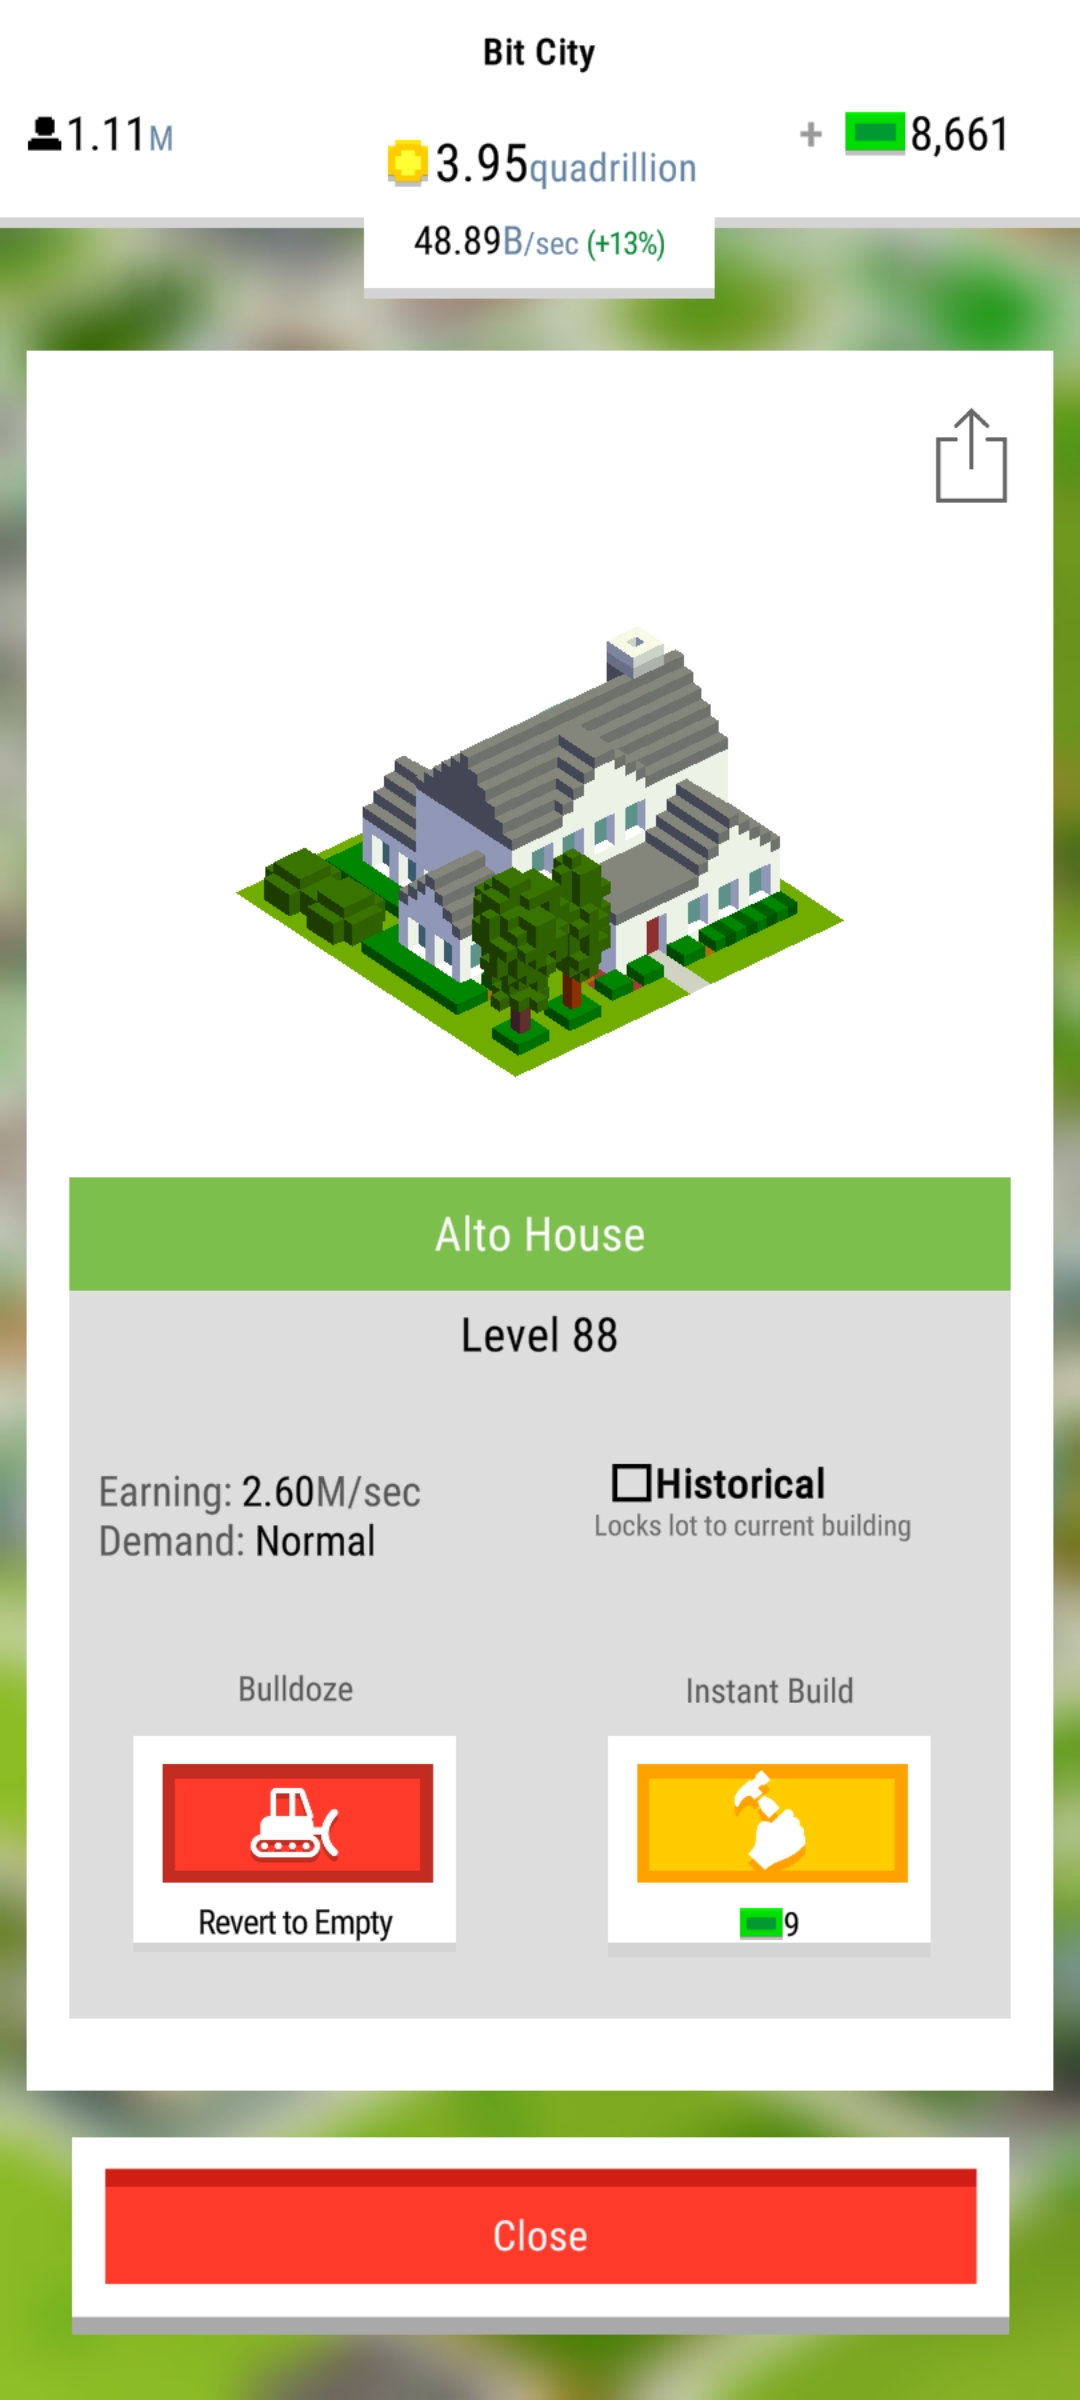 Bit City
1.11M
3.95quadrillion
+ 8,661
48.89B/sec (+13%)
Alto House
Level 88
Earning: 2.60M/sec
Demand: Normal
Historical
Locks lot to current building
Bulldoze
Revert to Empty
Instant Build
9
Close